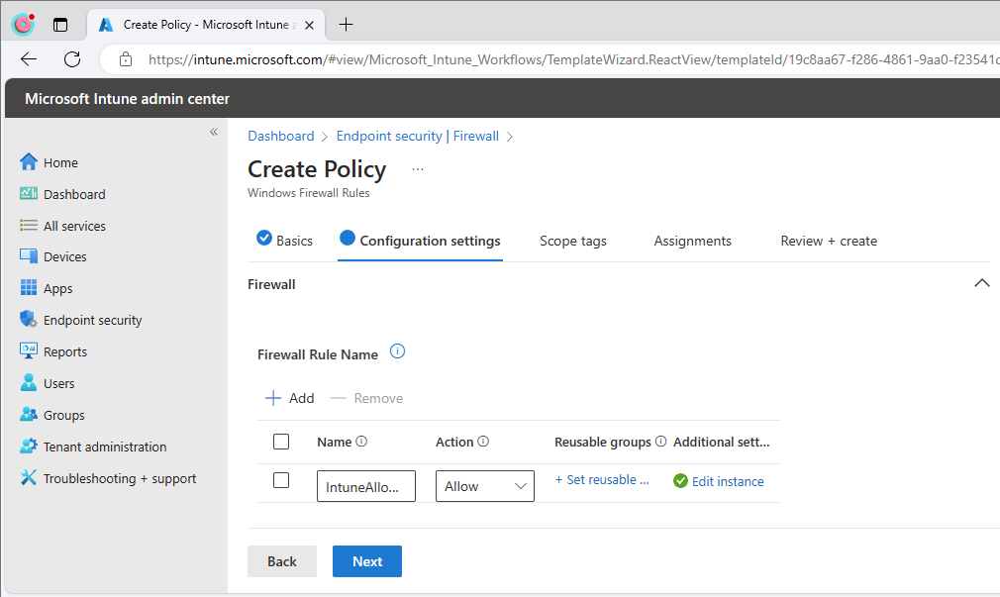 Create Policy - Microsoft Intune a
https://intune.microsoft.com/#view/Microsoft_Intune_Workflows/TemplateWizard.ReactView/templateId/19c8aa67-f286-4861-9aa0-f23541c
Microsoft Intune admin center
Home
Dashboard
All services
Devices
Apps
Endpoint security
Reports
Users
Groups
Tenant administration
Troubleshooting + support
Dashboard > Endpoint security | Firewall >
Create Policy ...
Windows Firewall Rules
Basics Configuration settings Scope tags Assignments Review + create
Firewall
Firewall Rule Name
+ Add — Remove
Name Action Reusable groups Additional sett...
IntuneAllo... Allow + Set reusable ... Edit instance
Back Next